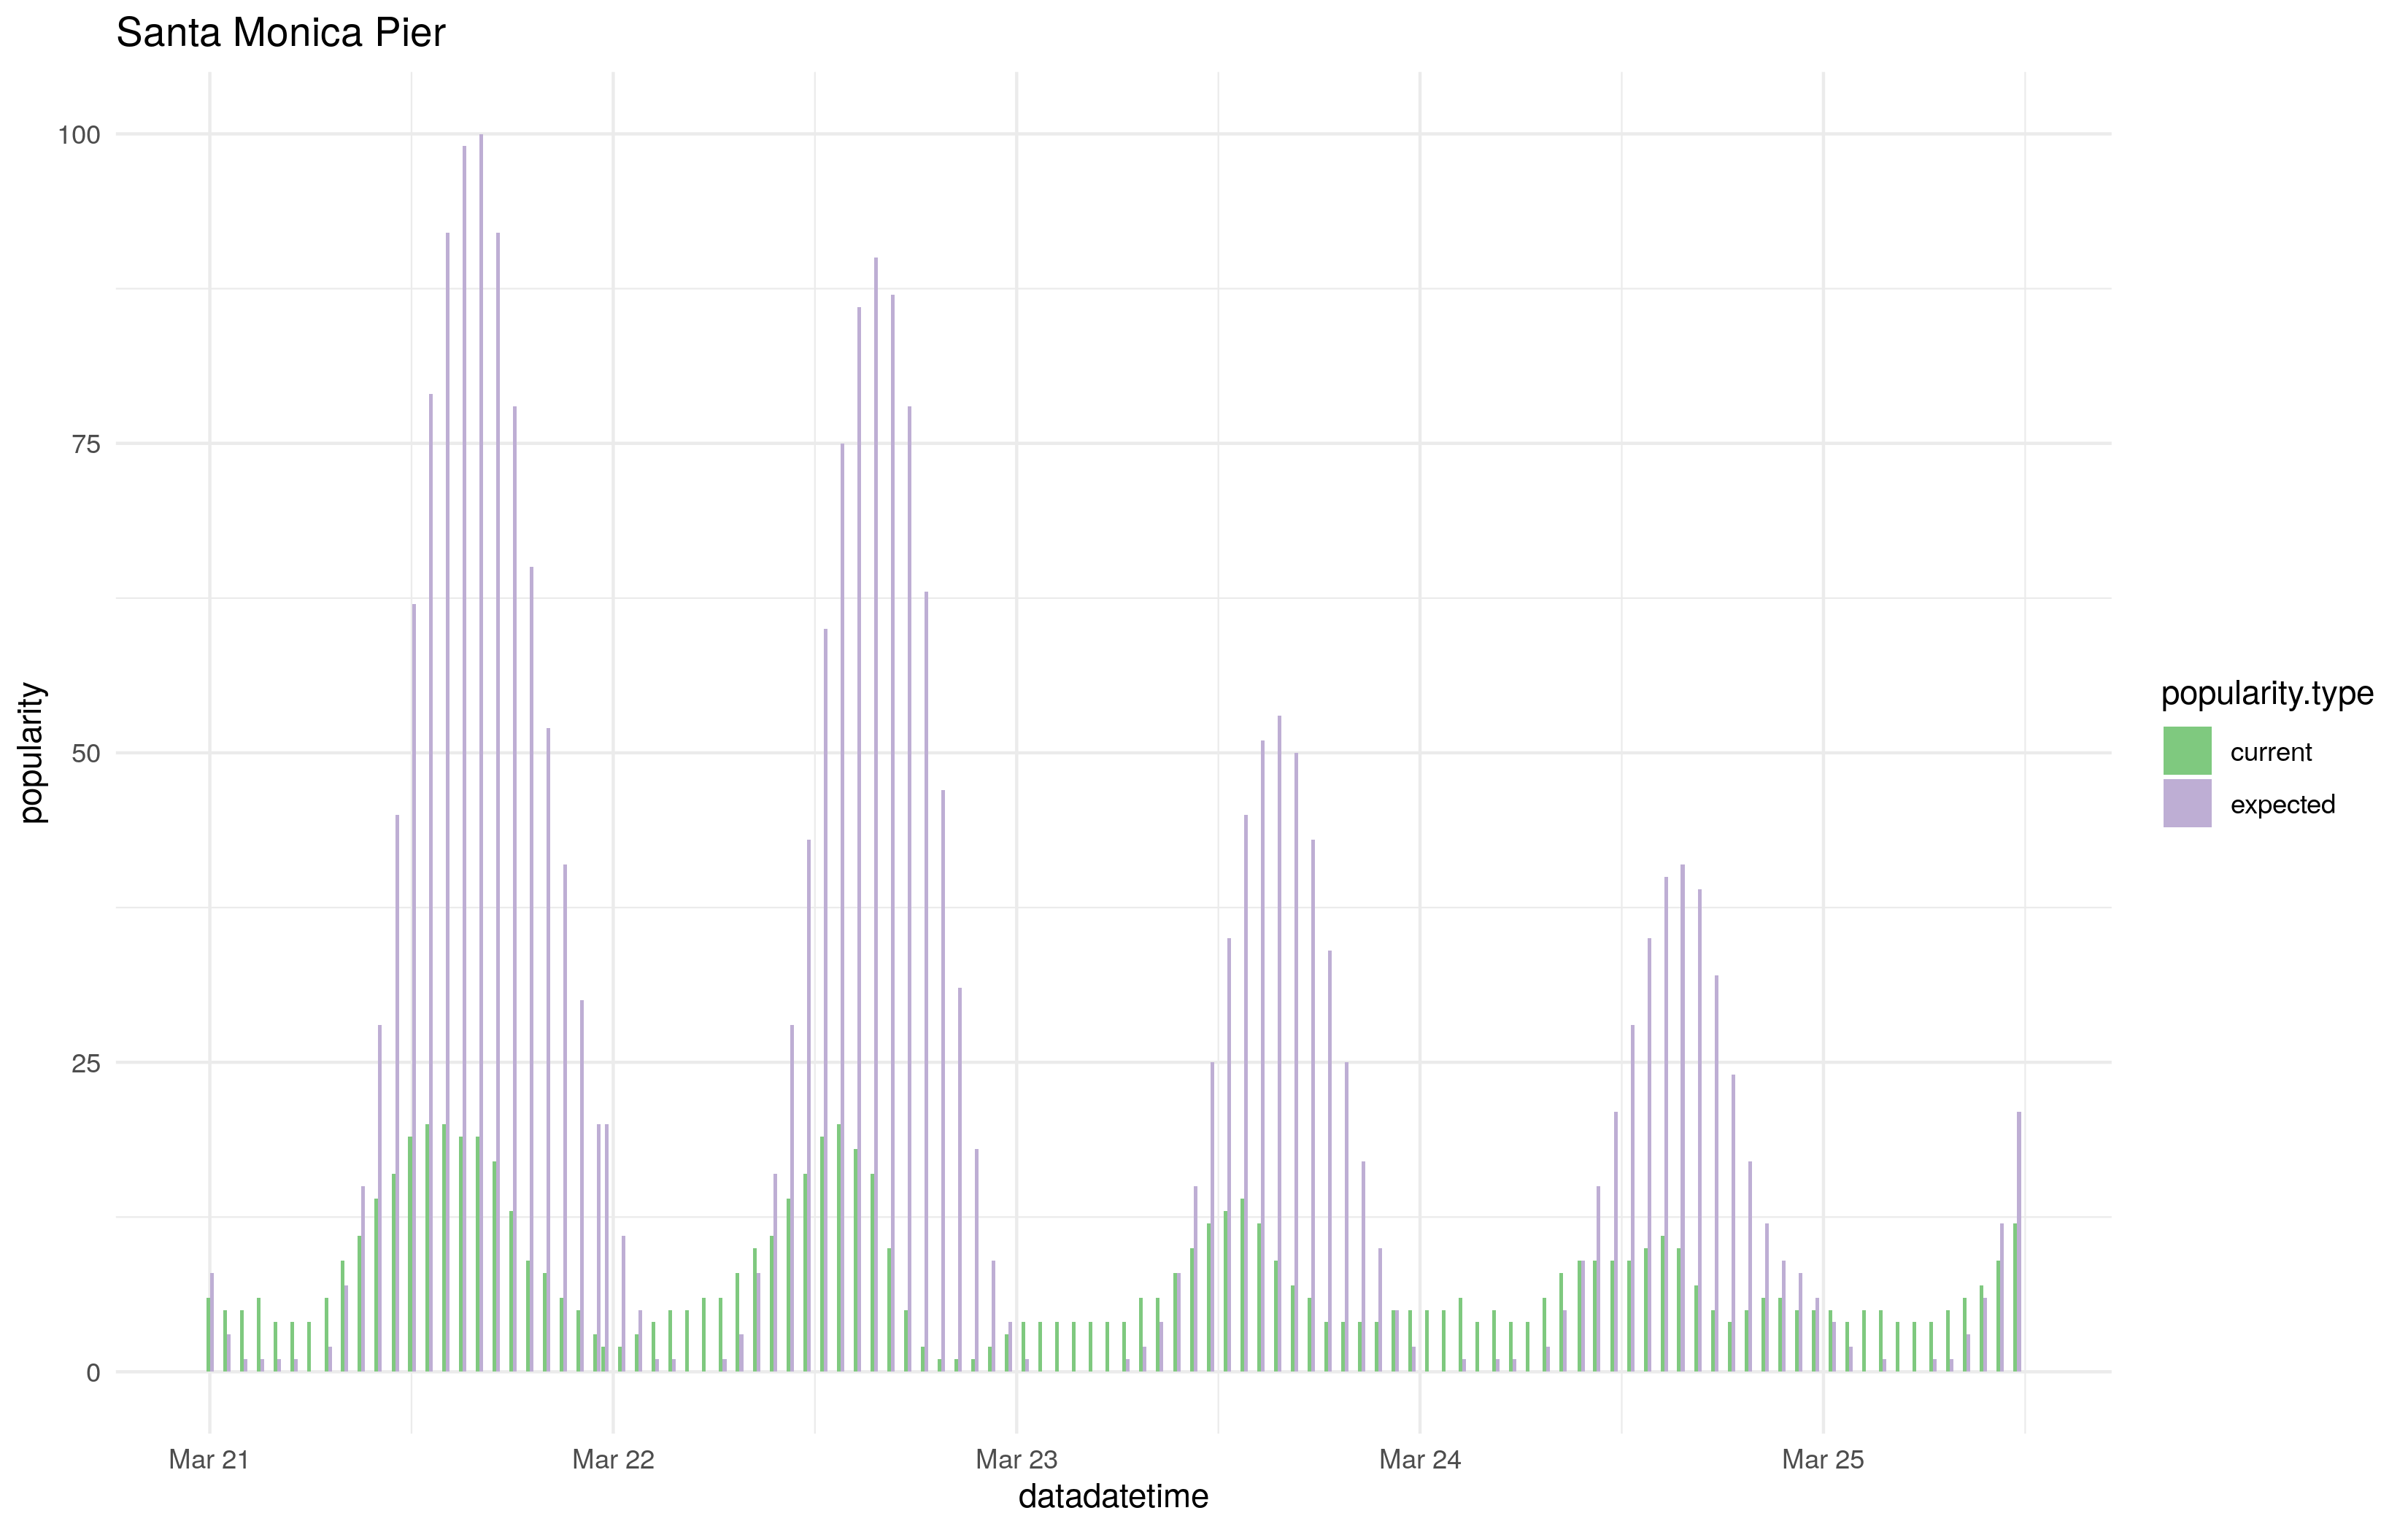 Santa Monica Pier
100
75
50
25
0
popularity
Mar 21
Mar 22
Mar 23
Mar 24
Mar 25
datadatetime
popularity.type
current
expected